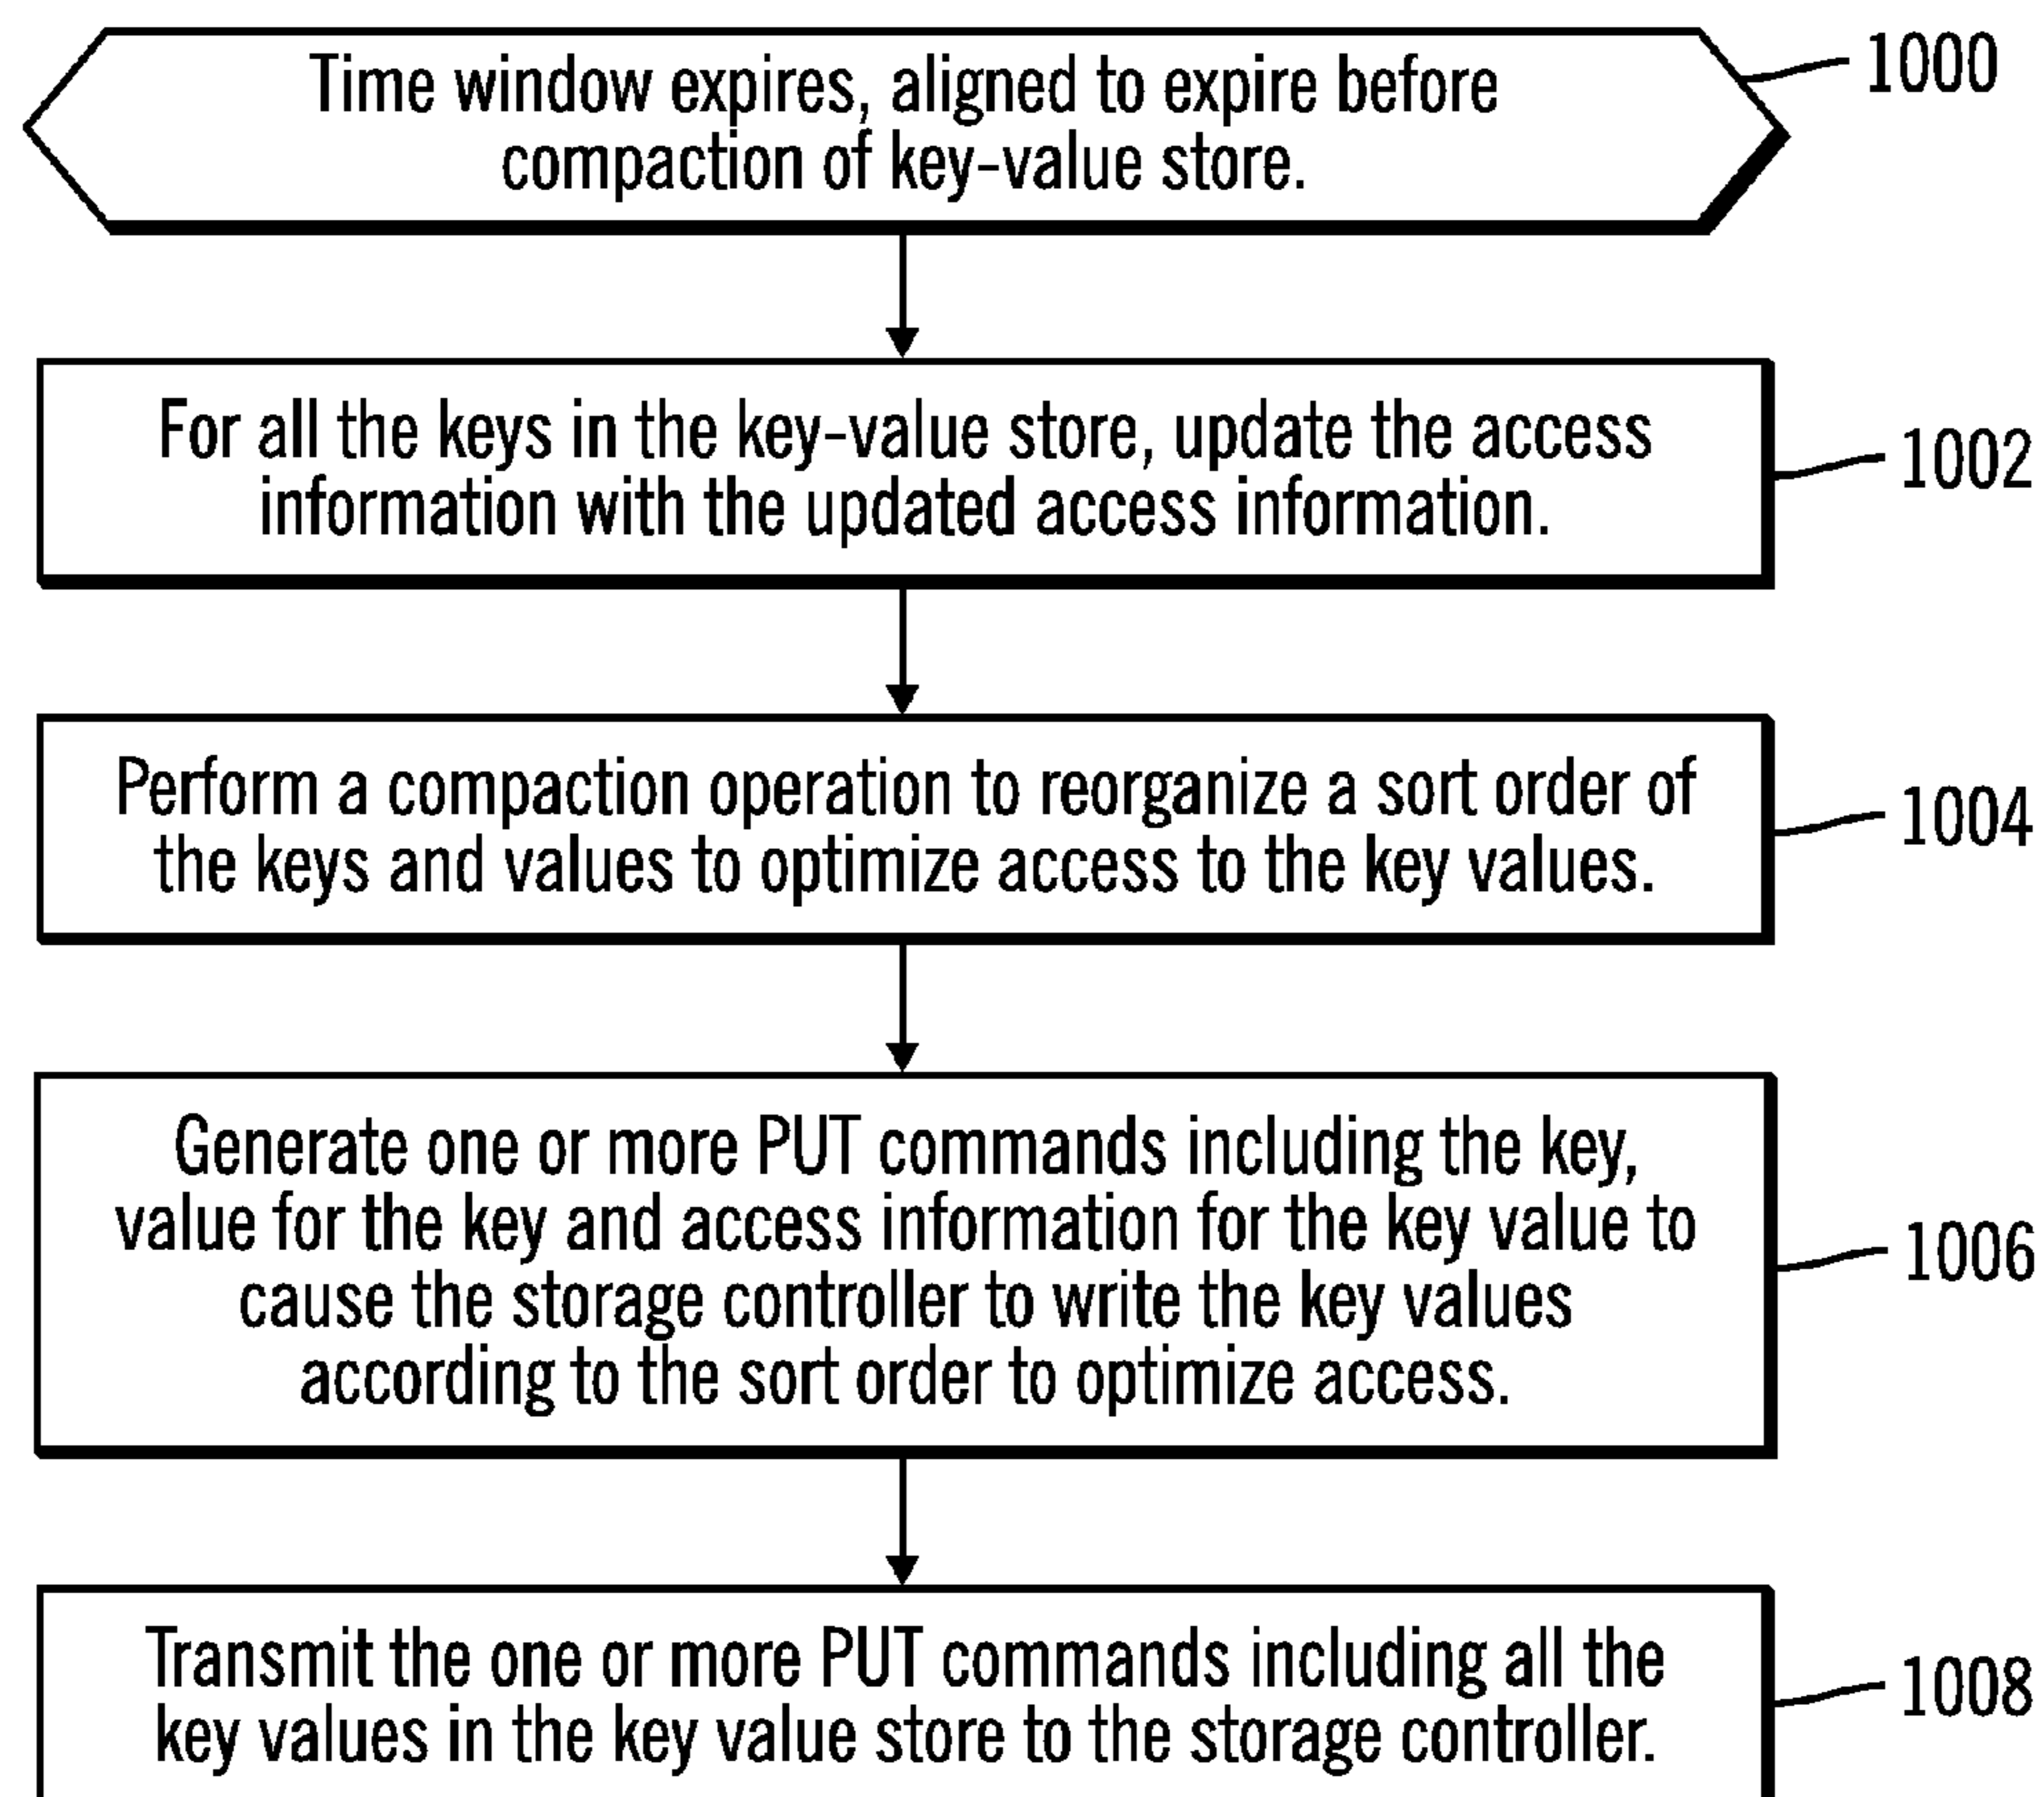 Time window expires, aligned to expire before
compaction of key-value store.
1000
For all the keys in the key-value store, update the access
information with the updated access information.
1002
Perform a compaction operation to reorganize a sort order of
the keys and values to optimize access to the key values.
1004
Generate one or more PUT commands including the key,
value for the key and access information for the key value to
cause the storage controller to write the key values
according to the sort order to optimize access.
1006
Transmit the one or more PUT commands including all the
key values in the key value store to the storage controller.
1008